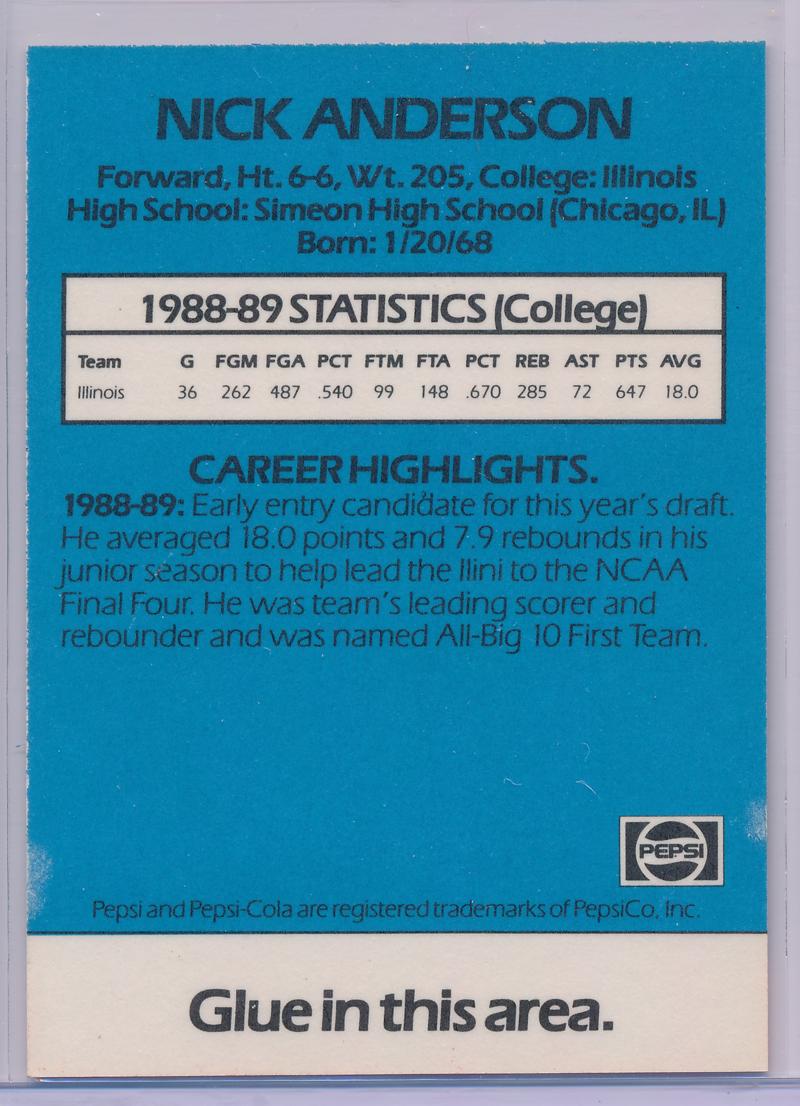 NICK ANDERSON
Forward, Ht. 6-6, Wt. 205, College: Illinois
High School: Simeon High School (Chicago, IL)
Born: 1/20/68
1988-89 STATISTICS (College)
Team G FGM FGA PCT FTM FTA PCT REB AST PTS AVG
Illinois 36 262 487 .540 99 148 .670 285 72 647 18.0
CAREER HIGHLIGHTS.
1988-89: Early entry candidate for this year's draft.
He averaged 18.0 points and 7.9 rebounds in his
junior season to help lead the Ilini to the NCAA
Final Four. He was team's leading scorer and
rebounder and was named All-Big 10 First Team.
PEPSI
Pepsi and Pepsi-Cola are registered trademarks of PepsiCo, Inc.
Glue in this area.